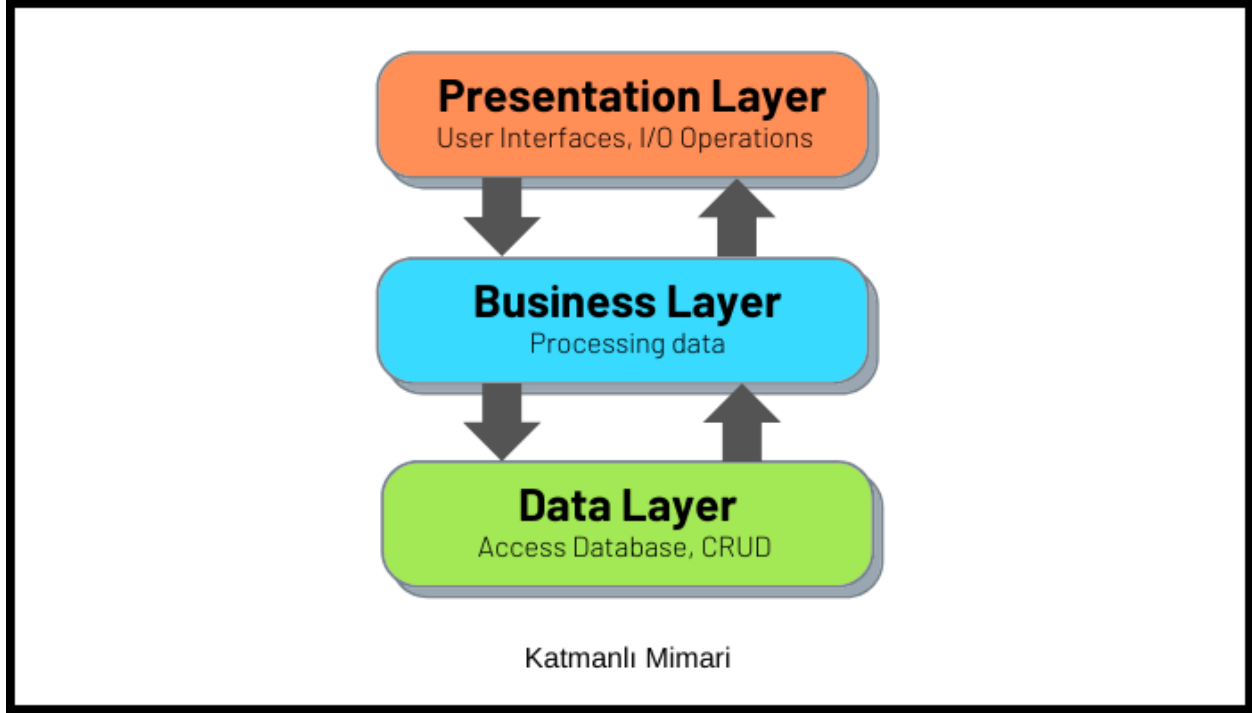 Presentation Layer
User Interfaces, I/O Operations
Business Layer
Processing data
Data Layer
Access Database, CRUD
Katmanlı Mimari